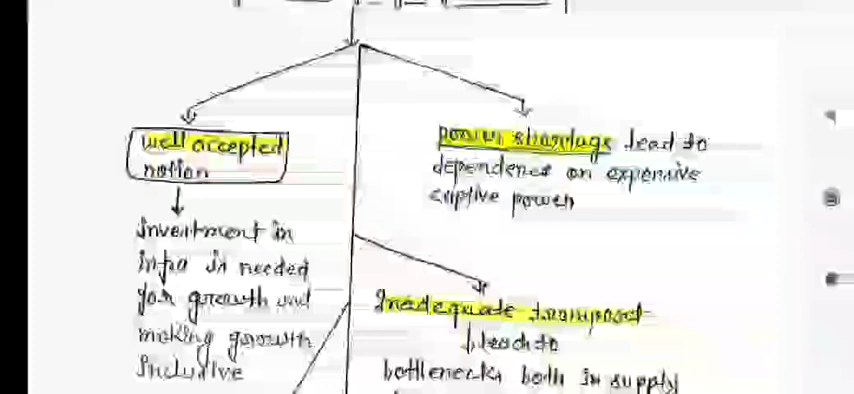 well accepted
notion
investment in
infra is needed
for growth and
making growth
inclusive
power shortage lead to
dependence on expensive
captive power
Inadequate transport
lead to
bottlenecks both in supply